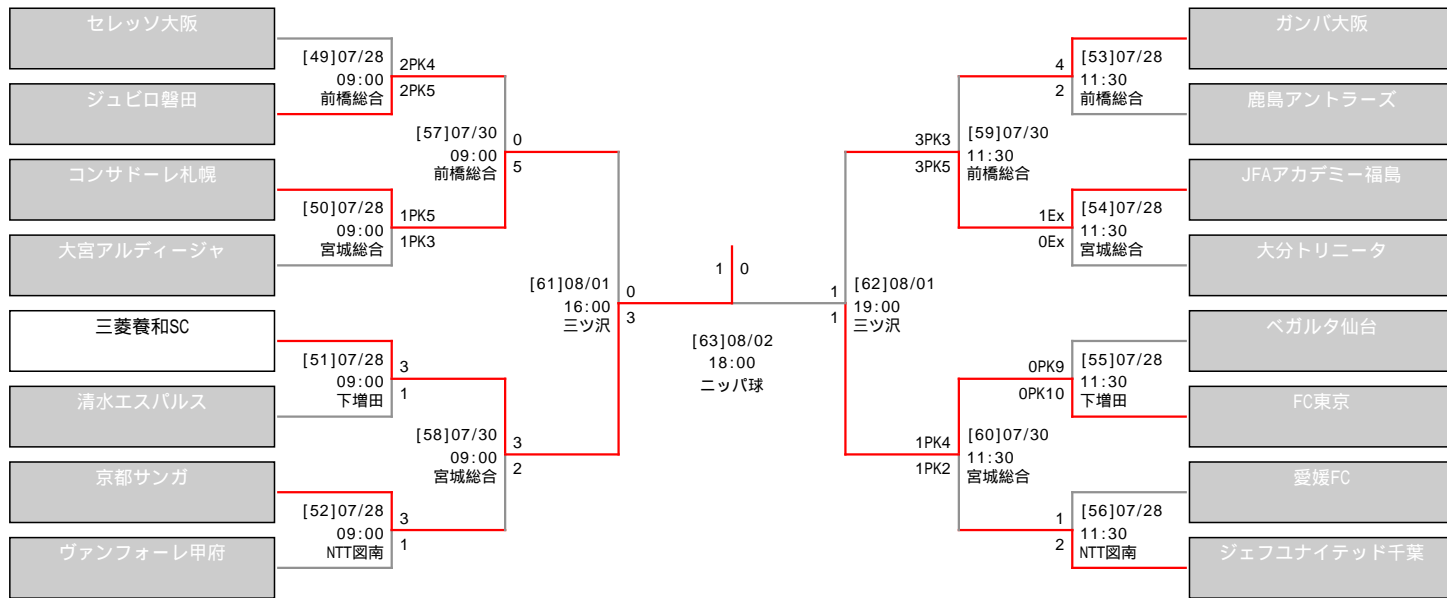 セレッソ大阪
ジュビロ磐田
コンサドーレ札幌
大宮アルディージャ
三菱養和SC
清水エスパルス
京都サンガ
ヴァンフォーレ甲府
[49]07/28
09:00
前橋総合
2PK4
2PK5
[50]07/28
09:00
宮城総合
1PK5
1PK3
[51]07/28
09:00
下増田
3
1
[52]07/28
09:00
NTT図南
3
1
[57]07/30
09:00
前橋総合
0
5
[58]07/30
09:00
宮城総合
3
2
[61]08/01
16:00
三ツ沢
0
3
1
0
[63]08/02
18:00
ニッパ球
1
1
[62]08/01
19:00
三ツ沢
3PK3
3PK5
[59]07/30
11:30
前橋総合
1PK4
1PK2
[60]07/30
11:30
宮城総合
4
2
[53]07/28
11:30
前橋総合
1Ex
0Ex
[54]07/28
11:30
宮城総合
0PK9
0PK10
[55]07/28
11:30
下増田
1
2
[56]07/28
11:30
NTT図南
ガンバ大阪
鹿島アントラーズ
JFAアカデミー福島
大分トリニータ
ベガルタ仙台
FC東京
愛媛FC
ジェフユナイテッド千葉